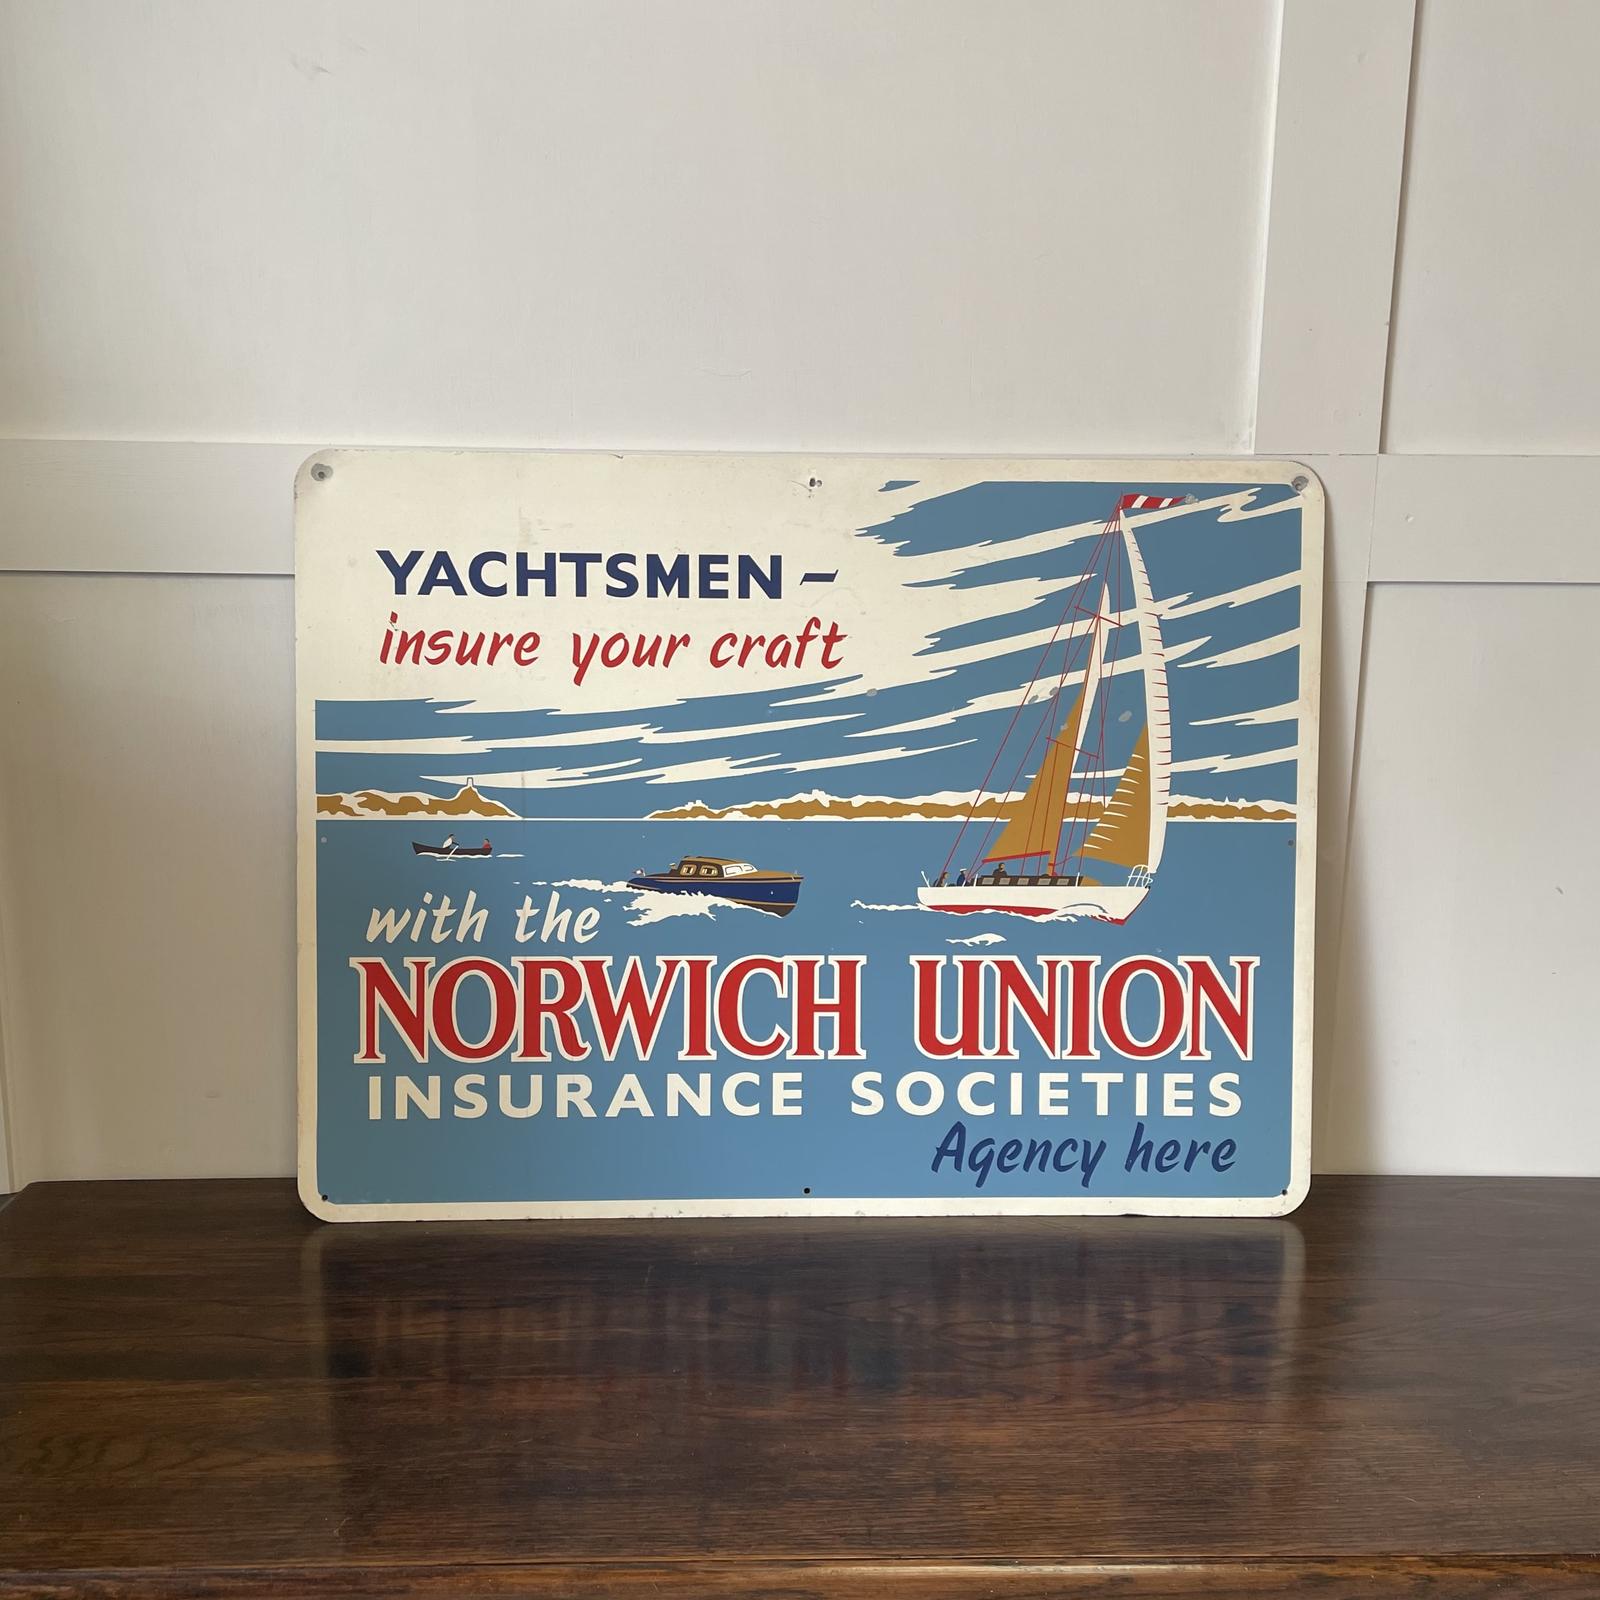 YACHTSMEN –
insure your craft
with the
NORWICH UNION
INSURANCE SOCIETIES
Agency here